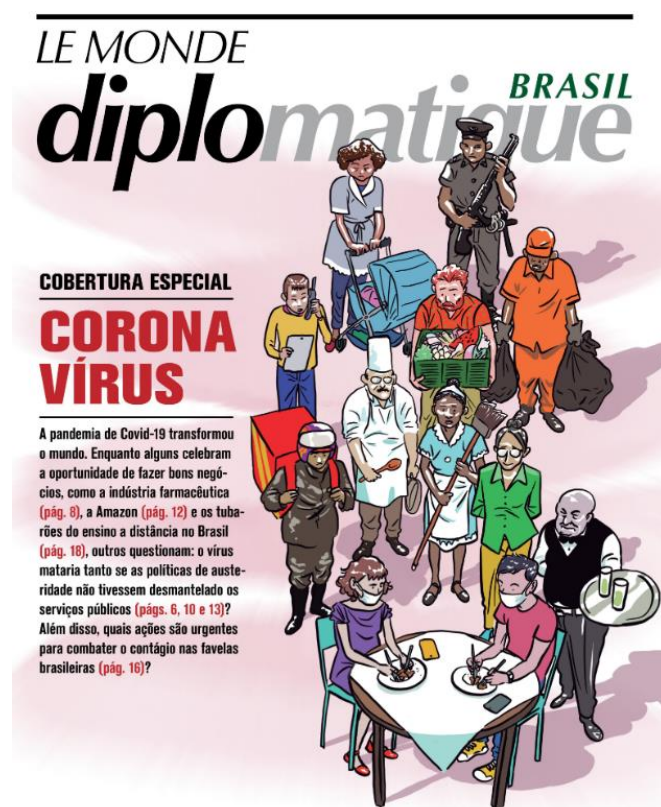 LE MONDE
diplomatique
BRASIL
COBERTURA ESPECIAL
CORONA
VÍRUS
A pandemia de Covid-19 transformou
o mundo. Enquanto alguns celebram
a oportunidade de fazer bons negó-
cios, como a indústria farmacêutica
(pág. 8), a Amazon (pág. 12) e os tuba-
rões do ensino a distância no Brasil
(pág. 18), outros questionam: o vírus
mataria tanto se as políticas de auste-
ridade não tivessem desmantelado os
serviços públicos (págs. 6, 10 e 13)?
Além disso, quais ações são urgentes
para combater o contágio nas favelas
brasileiras (pág. 16)?